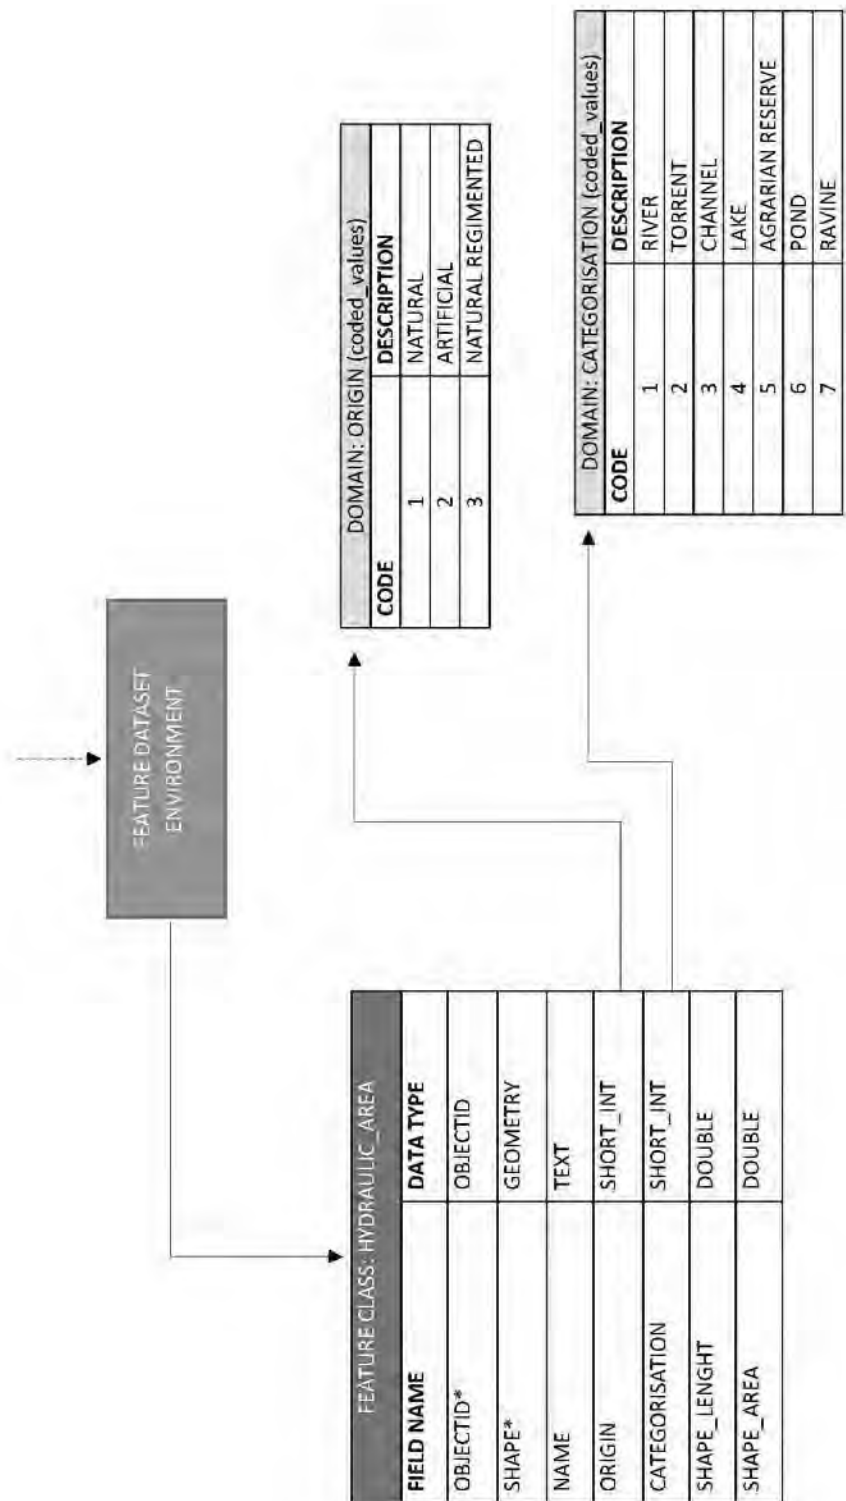 FEATURE DATASET
ENVIRONMENT
FEATURE CLASS: HYDRAULIC_AREA
FIELD NAME DATA TYPE
OBJECTID* OBJECTID
SHAPE* GEOMETRY
NAME TEXT
ORIGIN SHORT_INT
CATEGORISATION SHORT_INT
SHAPE_LENGHT DOUBLE
SHAPE_AREA DOUBLE
DOMAIN: ORIGIN (coded_values)
CODE DESCRIPTION
1 NATURAL
2 ARTIFICIAL
3 NATURAL REGIMENTED
DOMAIN: CATEGORISATION (coded_values)
CODE DESCRIPTION
1 RIVER
2 TORRENT
3 CHANNEL
4 LAKE
5 AGRARIAN RESERVE
6 POND
7 RAVINE